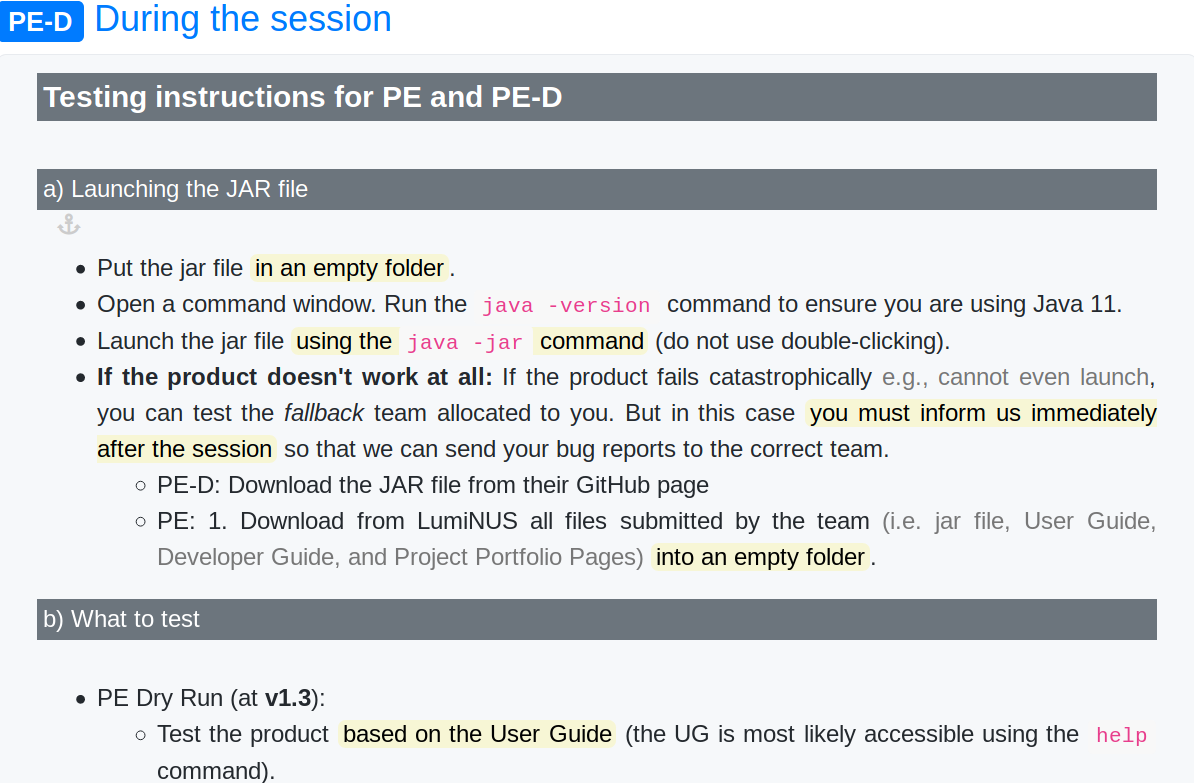 PE-D During the session
Testing instructions for PE and PE-D
a) Launching the JAR file
Put the jar file in an empty folder.
Open a command window. Run the java -version command to ensure you are using Java 11.
Launch the jar file using the java -jar command (do not use double-clicking).
If the product doesn't work at all: If the product fails catastrophically e.g., cannot even launch,
you can test the fallback team allocated to you. But in this case you must inform us immediately
after the session so that we can send your bug reports to the correct team.
PE-D: Download the JAR file from their GitHub page
PE: 1. Download from LumiNUS all files submitted by the team (i.e. jar file, User Guide,
Developer Guide, and Project Portfolio Pages) into an empty folder.
b) What to test
PE Dry Run (at v1.3):
Test the product based on the User Guide (the UG is most likely accessible using the help
command).